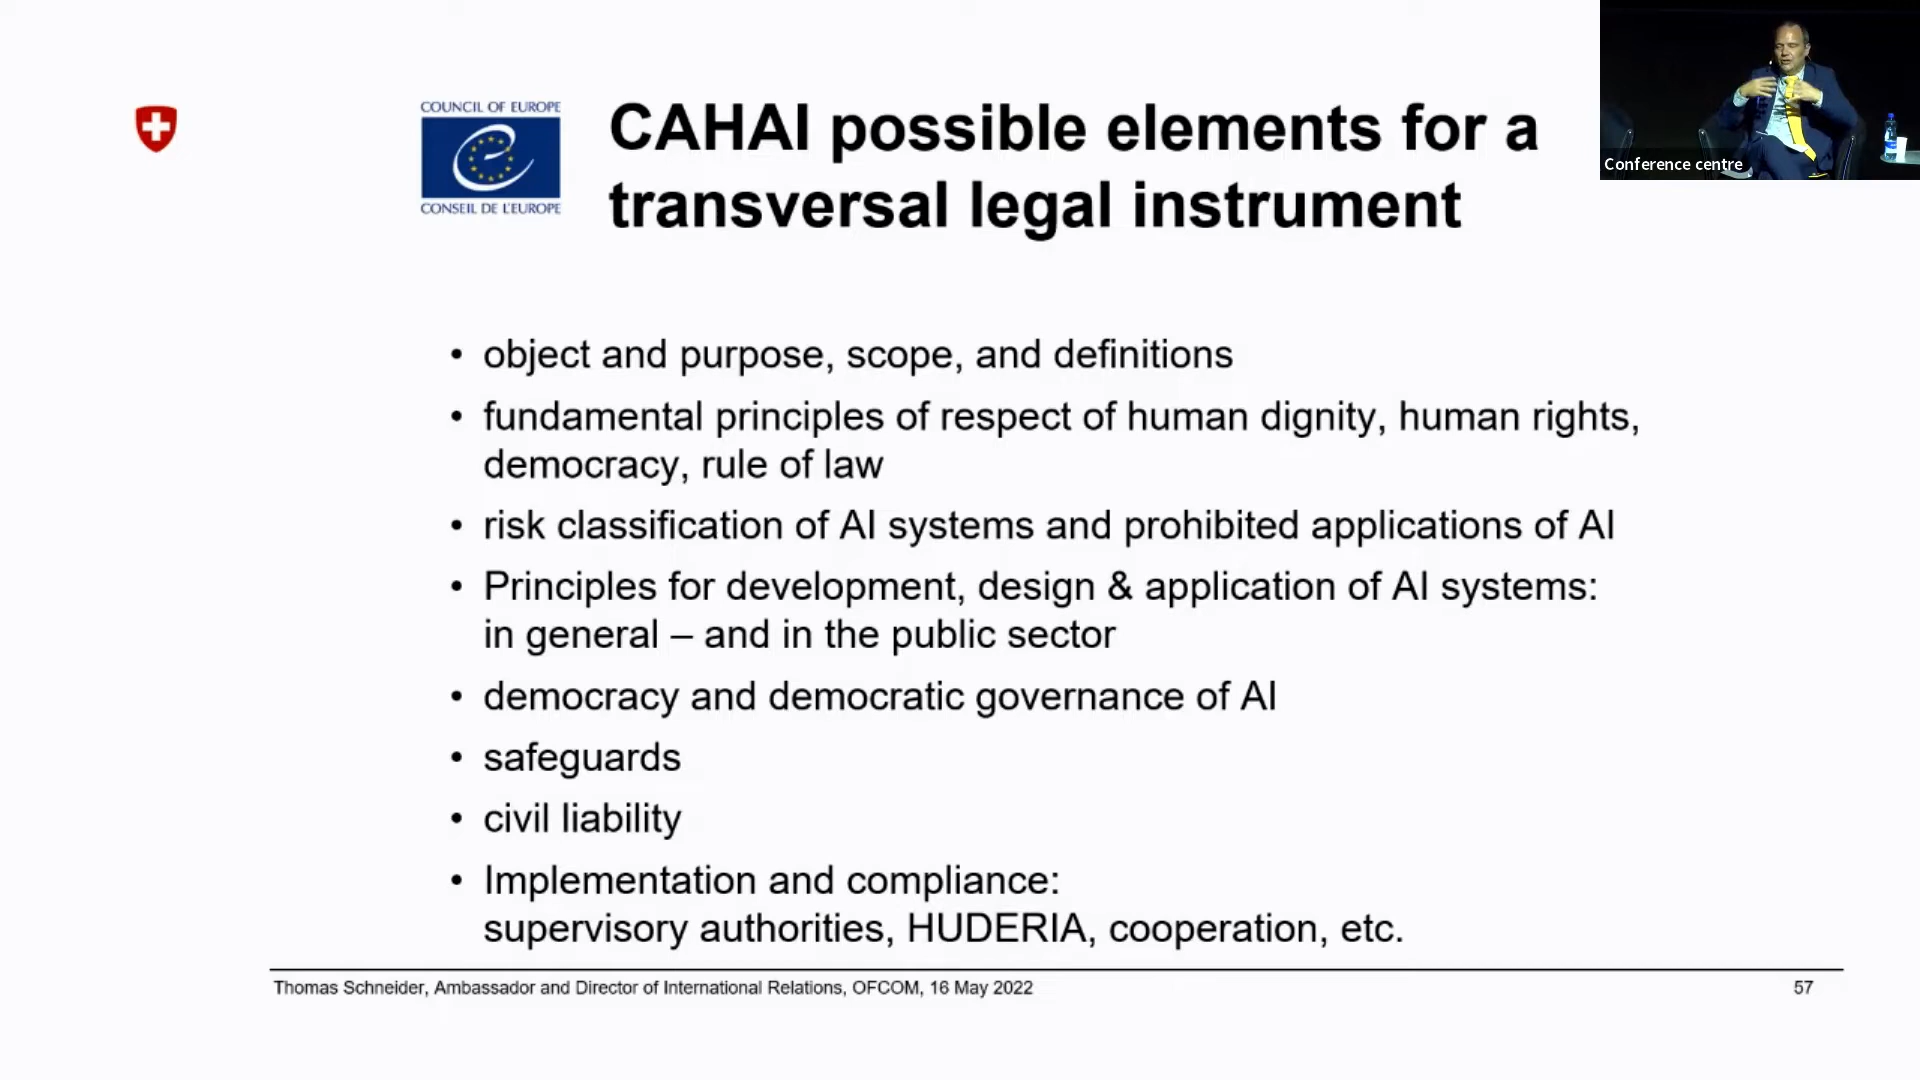 COUNCIL OF EUROPE
CONSEIL DE L'EUROPE
CAHAI possible elements for a
transversal legal instrument
Conference centre
• object and purpose, scope, and definitions
• fundamental principles of respect of human dignity, human rights,
democracy, rule of law
• risk classification of AI systems and prohibited applications of AI
• Principles for development, design & application of AI systems:
in general – and in the public sector
• democracy and democratic governance of AI
• safeguards
• civil liability
• Implementation and compliance:
supervisory authorities, HUDERIA, cooperation, etc.
Thomas Schneider, Ambassador and Director of International Relations, OFCOM, 16 May 2022
57